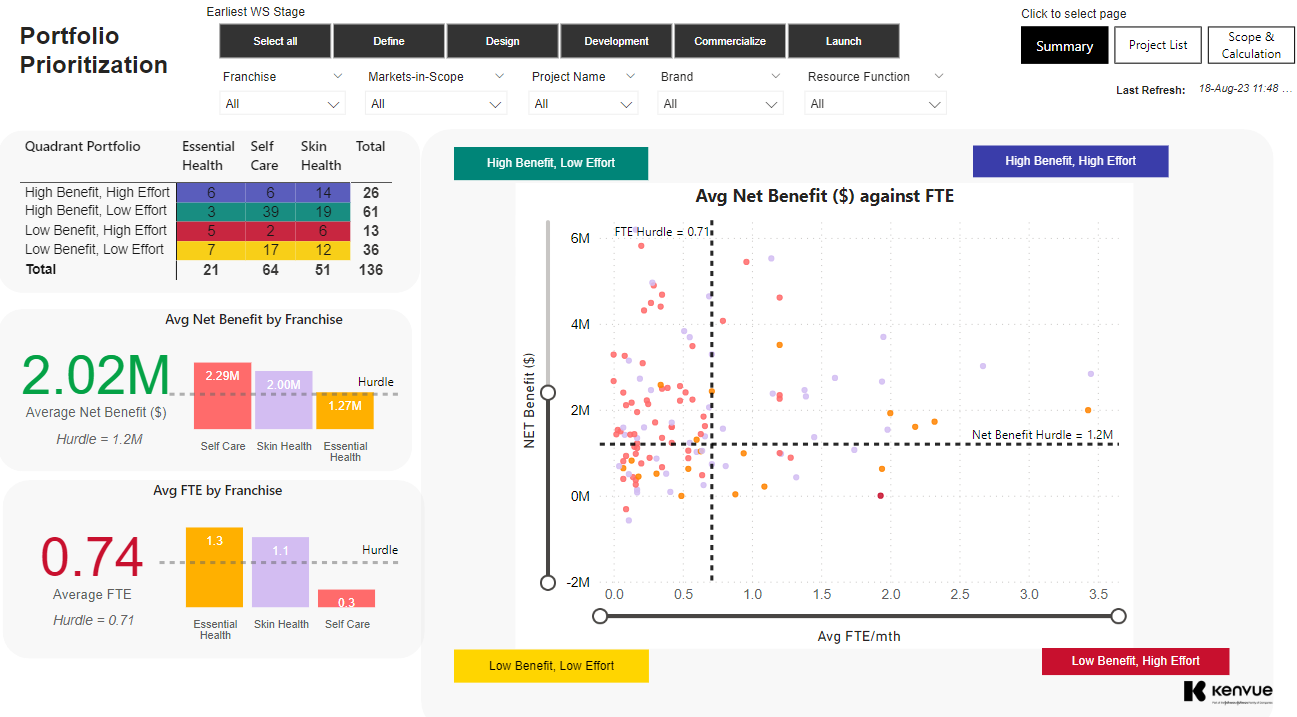 Portfolio
Prioritization
Earliest WS Stage
Select all
Define
Design
Development
Commercialize
Launch
Franchise
Markets-in-Scope
Project Name
Brand
Resource Function
All
All
All
All
All
Click to select page
Summary
Project List
Scope &
Calculation
Last Refresh:
18-Aug-23 11:48 ...
Quadrant Portfolio Essential Health Self Care Skin Health Total
High Benefit, High Effort 6 6 14 26
High Benefit, Low Effort 3 39 19 61
Low Benefit, High Effort 5 2 6 13
Low Benefit, Low Effort 7 17 12 36
Total 21 64 51 136
Avg Net Benefit by Franchise
2.02M
Average Net Benefit ($)
Hurdle = 1.2M
2.29M
2.00M
1.27M
Hurdle
Self Care
Skin Health
Essential
Health
Avg FTE by Franchise
0.74
Average FTE
Hurdle = 0.71
1.3
1.1
0.3
Hurdle
Essential
Health
Skin Health
Self Care
High Benefit, Low Effort
High Benefit, High Effort
Avg Net Benefit ($) against FTE
FTE Hurdle = 0.71
Net Benefit Hurdle = 1.2M
NET Benefit ($)
6M
4M
2M
0M
-2M
0.0 0.5 1.0 1.5 2.0 2.5 3.0 3.5
Avg FTE/mth
Low Benefit, Low Effort
Low Benefit, High Effort
kenvue